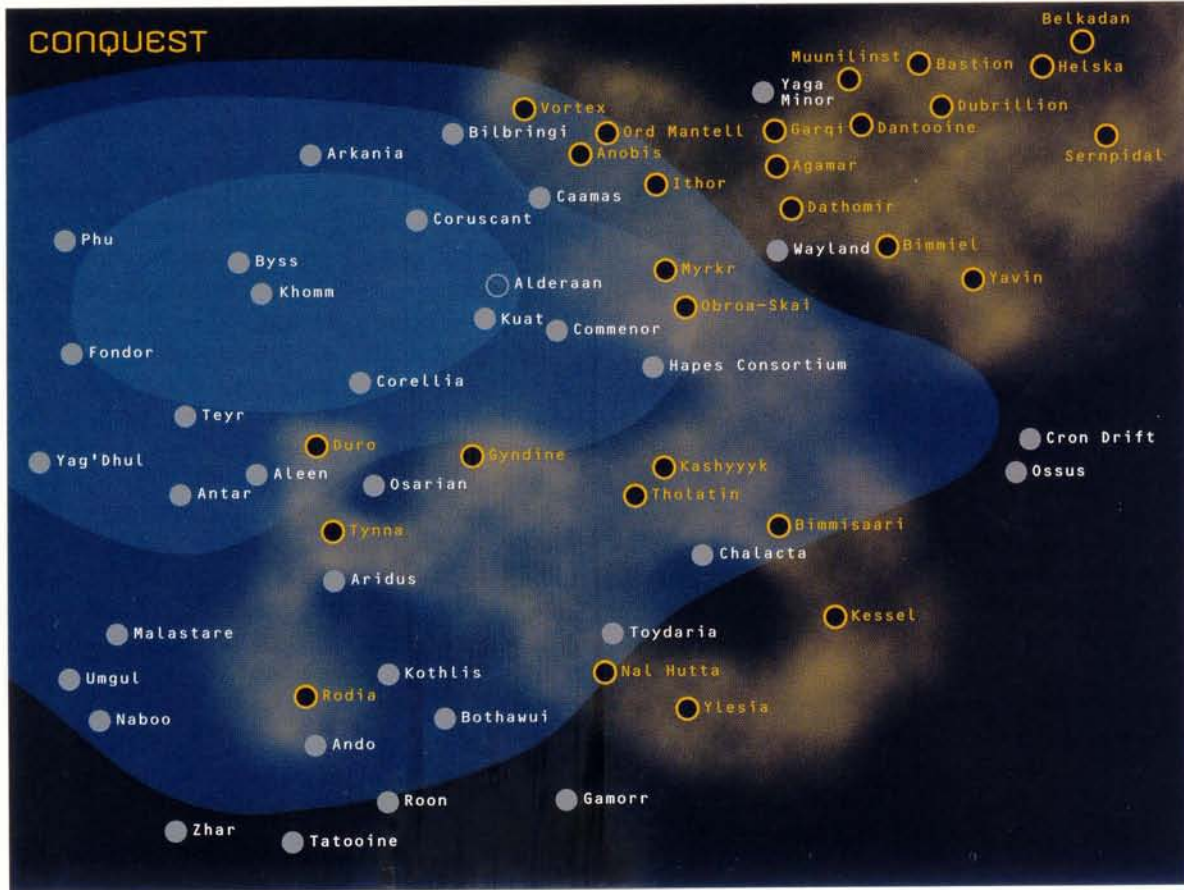 CONQUEST
Belkadan
Muunilinst
Bastion
Helska
Yaga
Minor
Vortex
Dubrillion
Bilbringi
Ord Mantell
Garqi
Dantooine
Arkania
Anobis
Sernpidal
Agamar
Ithor
Caamas
Coruscant
Dathomir
Phu
Wayland
Bimmiel
Byss
Myrkr
Yavin
Alderaan
Khomm
Obroa-Skai
Kuat
Commenor
Fondor
Hapes Consortium
Corellia
Teyr
Cron Drift
Duro
Gyndine
Yag'Dhul
Kashyyyk
Ossus
Aleen
Osarian
Antar
Tholatin
Bimmisaari
Tynna
Chalacta
Aridus
Kessel
Malastare
Toydaria
Nal Hutta
Kothlis
Umgul
Rodia
Ylesia
Naboo
Bothawui
Ando
Roon
Gamorr
Zhar
Tatooine